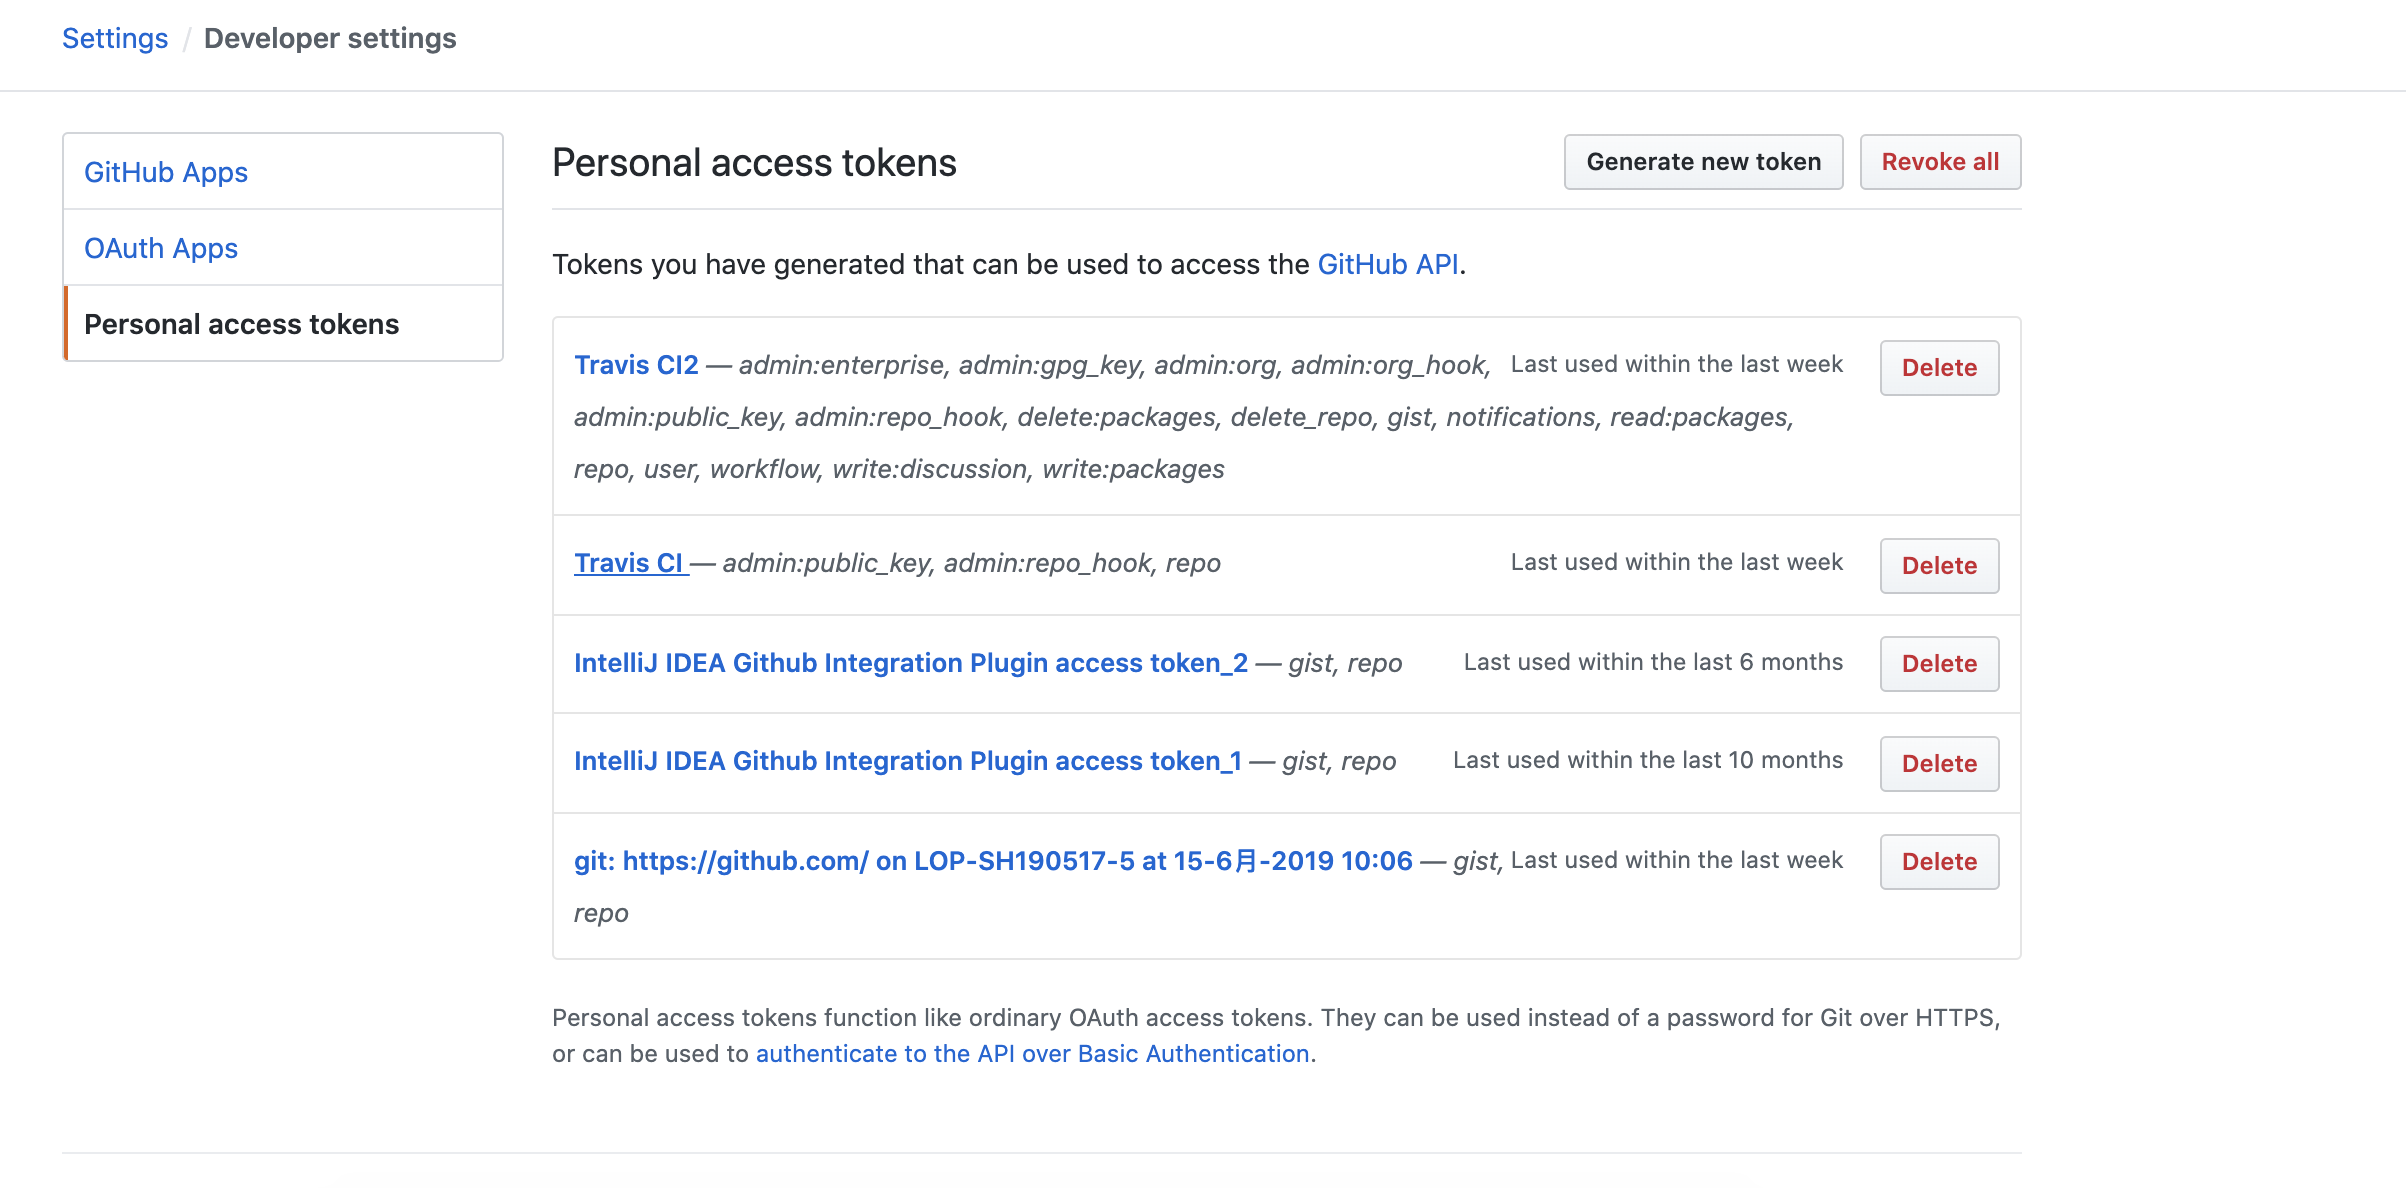 Settings / Developer settings
GitHub Apps
OAuth Apps
Personal access tokens
Personal access tokens
Generate new token
Revoke all
Tokens you have generated that can be used to access the GitHub API.
Travis CI2 — admin:enterprise, admin:gpg_key, admin:org, admin:org_hook, Last used within the last week Delete
admin:public_key, admin:repo_hook, delete:packages, delete_repo, gist, notifications, read:packages,
repo, user, workflow, write:discussion, write:packages
Travis CI — admin:public_key, admin:repo_hook, repo Last used within the last week Delete
IntelliJ IDEA Github Integration Plugin access token_2 — gist, repo Last used within the last 6 months Delete
IntelliJ IDEA Github Integration Plugin access token_1 — gist, repo Last used within the last 10 months Delete
git: https://github.com/ on LOP-SH190517-5 at 15-6月-2019 10:06 — gist, Last used within the last week Delete
repo
Personal access tokens function like ordinary OAuth access tokens. They can be used instead of a password for Git over HTTPS,
or can be used to authenticate to the API over Basic Authentication.